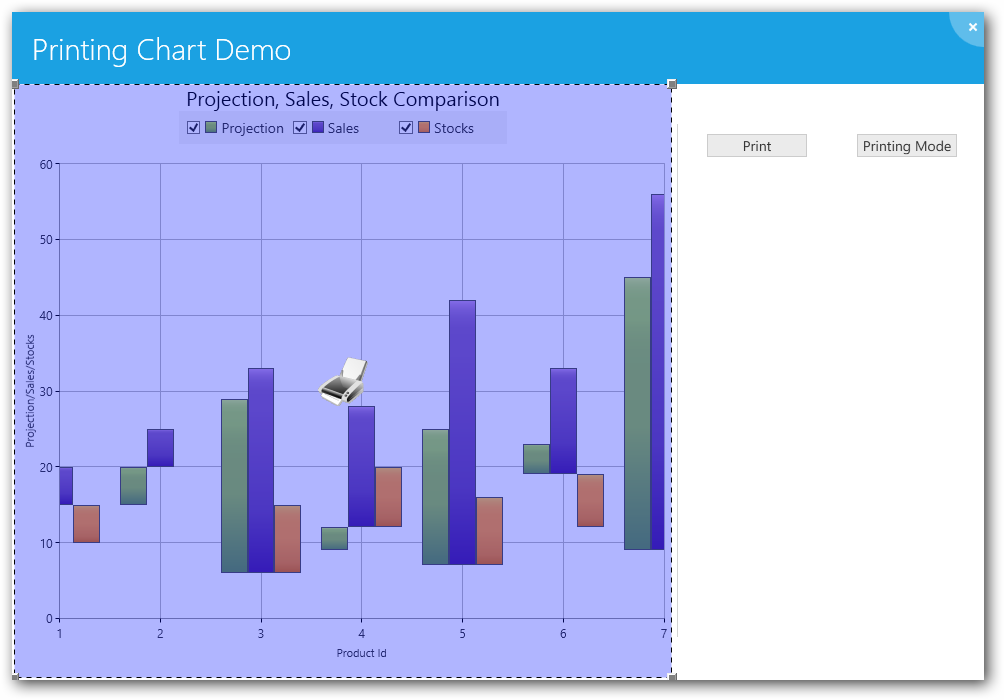 Printing Chart Demo
Projection, Sales, Stock Comparison
Projection Sales Stocks
Print Printing Mode
60
50
40
30
20
10
0
Projection/Sales/Stocks
1 2 3 4 5 6 7
Product Id